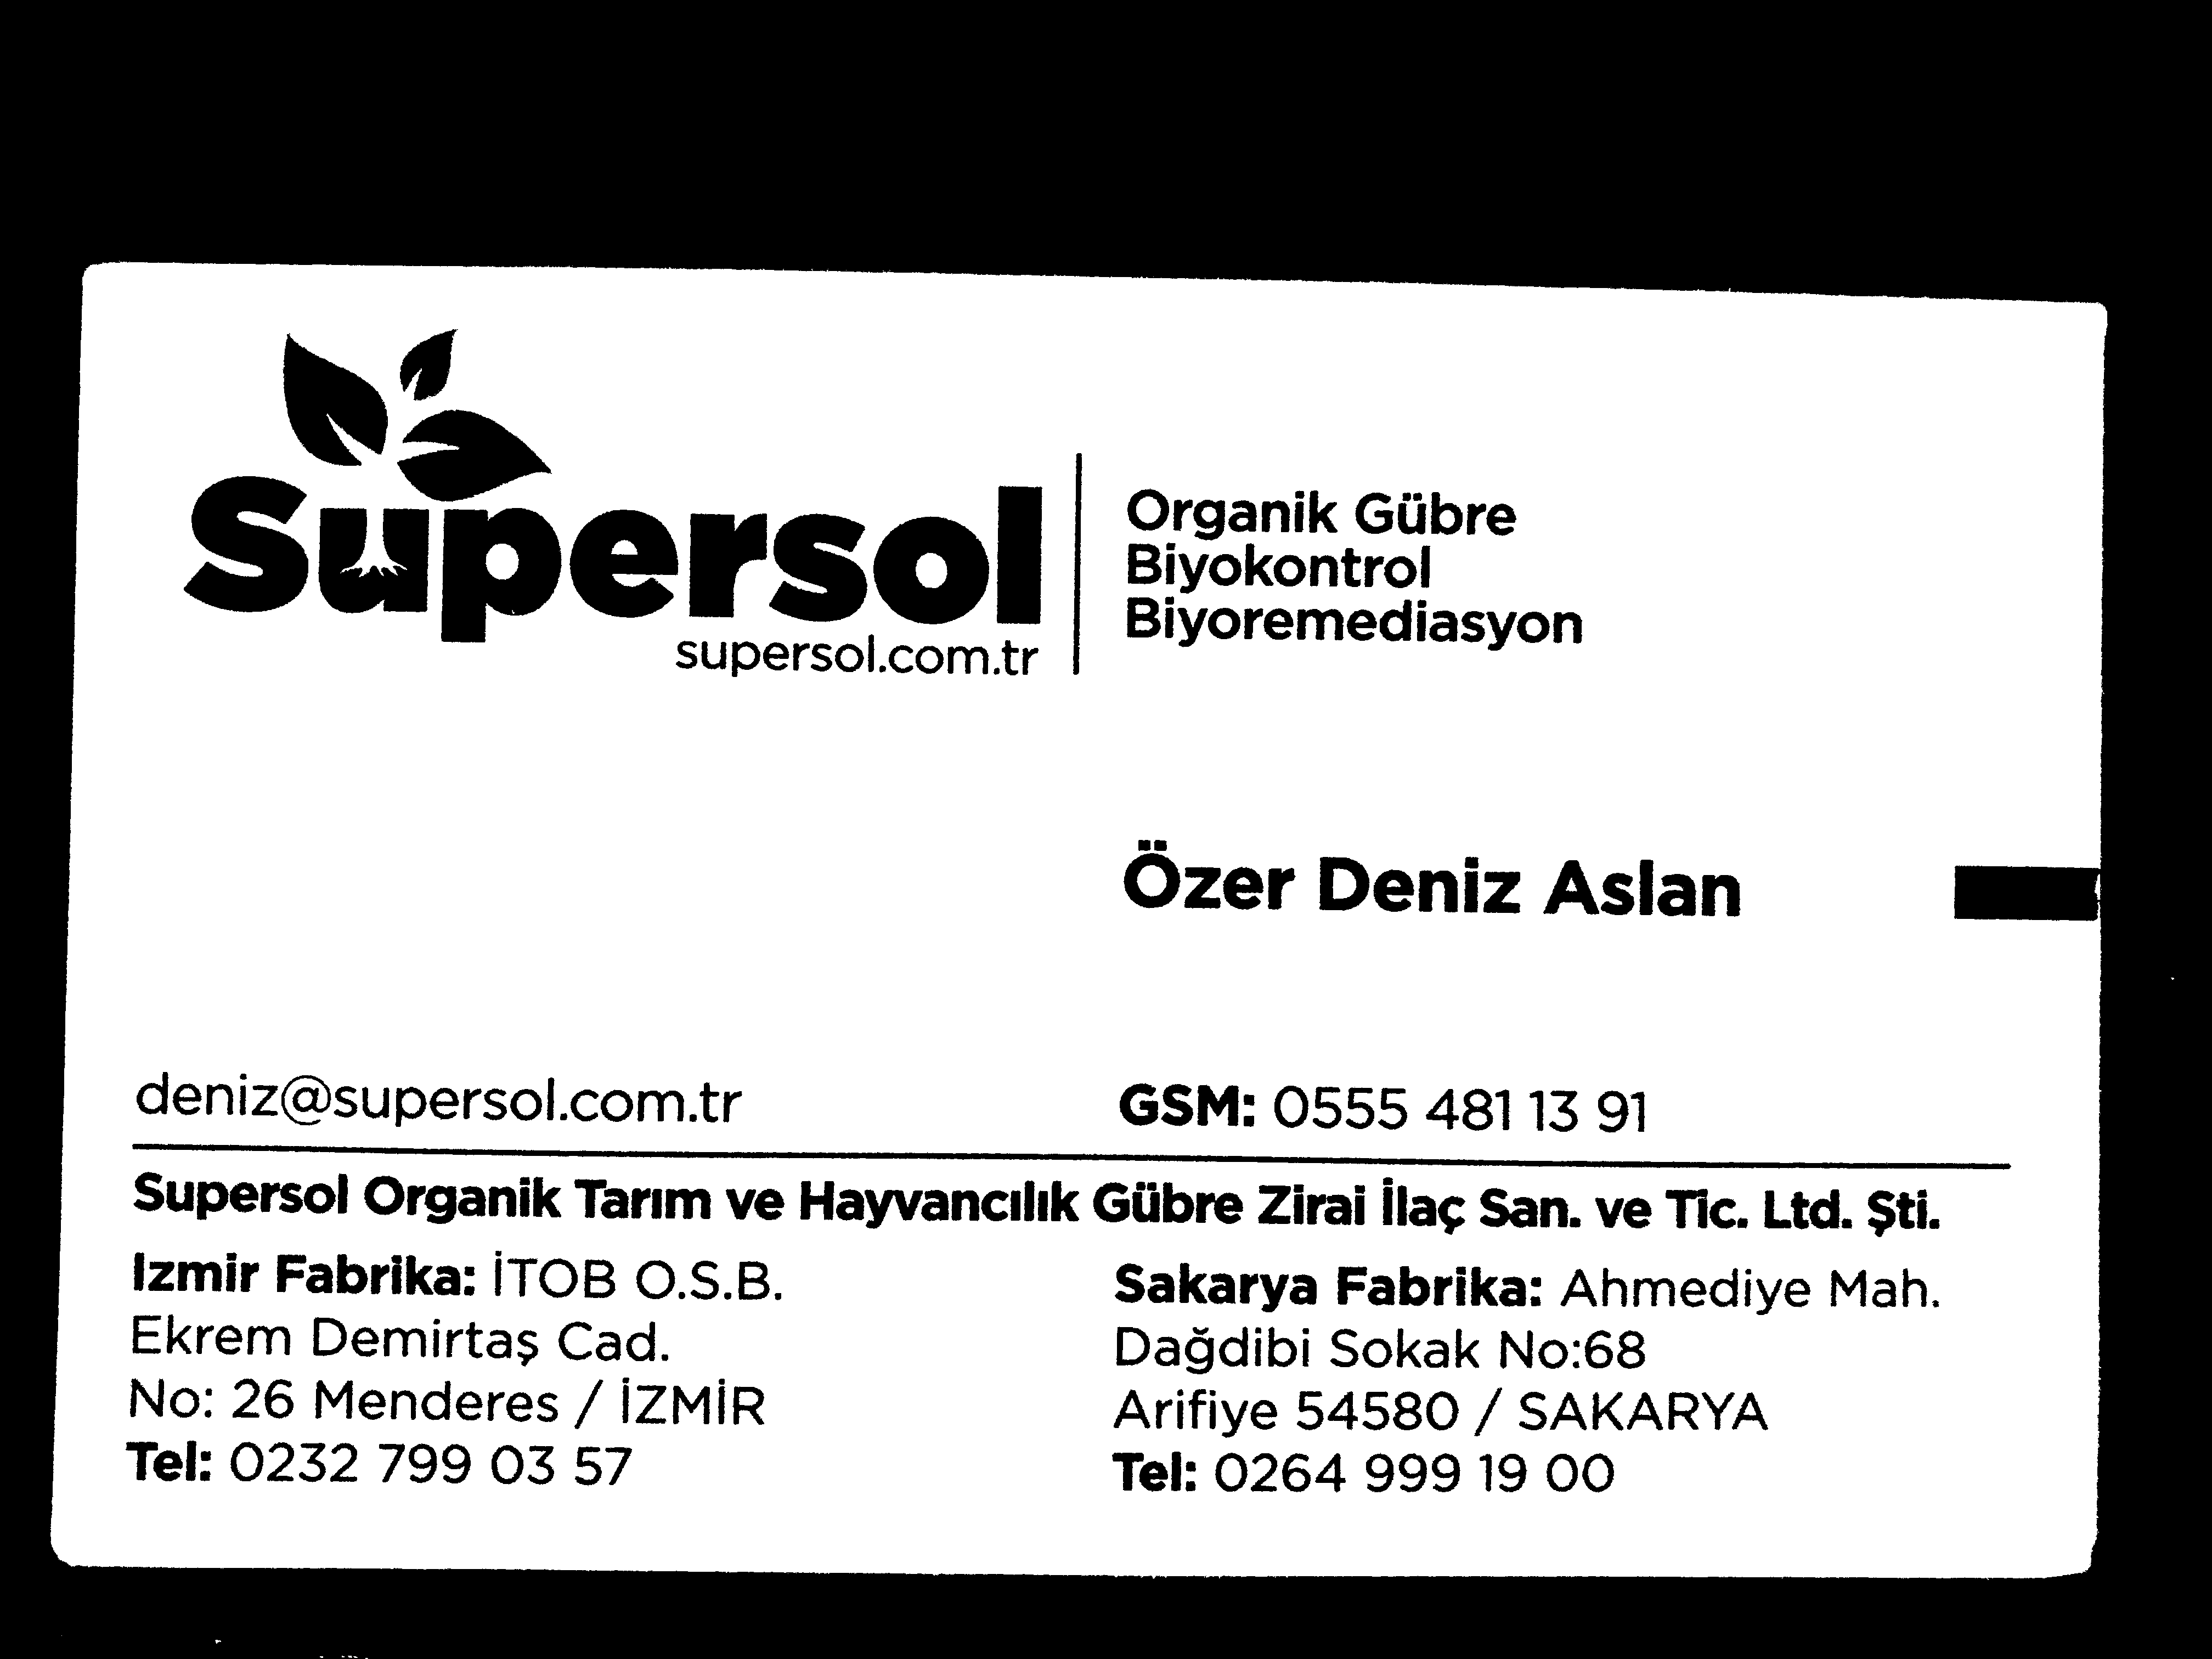 Supersol
supersol.com.tr
Organik Gübre
Biyokontrol
Biyoremediasyon
Özer Deniz Aslan
deniz@supersol.com.tr
GSM: 0555 481 13 91
Supersol Organik Tarım ve Hayvancılık Gübre Zirai İlaç San. ve Tic. Ltd. Şti.
Izmir Fabrika: İTOB O.S.B.
Ekrem Demirtaş Cad.
No: 26 Menderes / İZMİR
Tel: 0232 799 03 57
Sakarya Fabrika: Ahmediye Mah.
Dağdibi Sokak No:68
Arifiye 54580 / SAKARYA
Tel: 0264 999 19 00